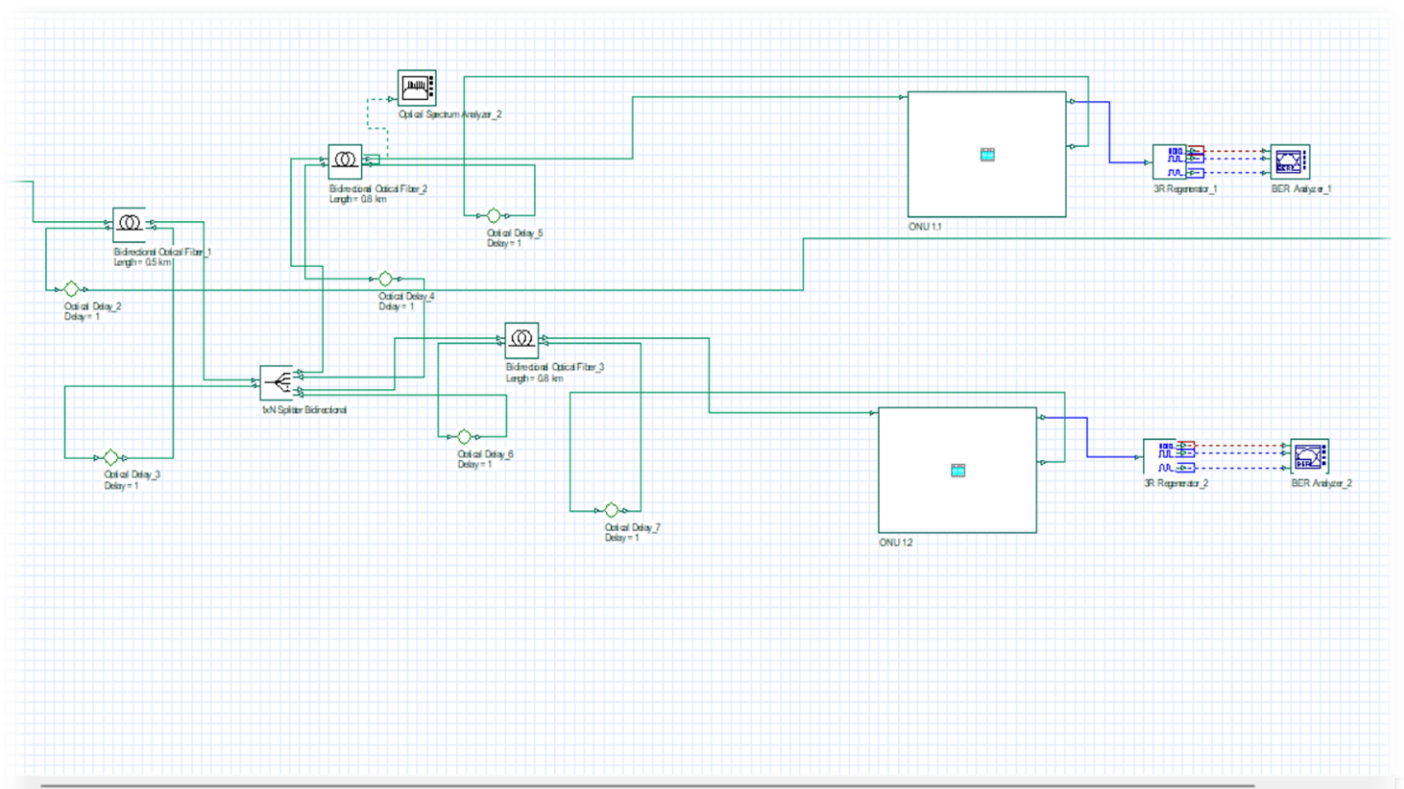 Optical Spectrum Analyzer_2
Bidirectional Optical Fiber_2
Length = 0.8 km
3R Regenerator_1
BER Analyzer_1
ONU 1.1
Optical Delay_5
Delay = 1
Bidirectional Optical Fiber_1
Length = 0.5 km
Optical Delay_2
Delay = 1
Optical Delay_4
Delay = 1
Bidirectional Optical Fiber_3
Length = 0.8 km
1xN Splitter Bidirectional
Optical Delay_6
Delay = 1
Optical Delay_3
Delay = 1
3R Regenerator_2
BER Analyzer_2
Optical Delay_7
Delay = 1
ONU 1.2